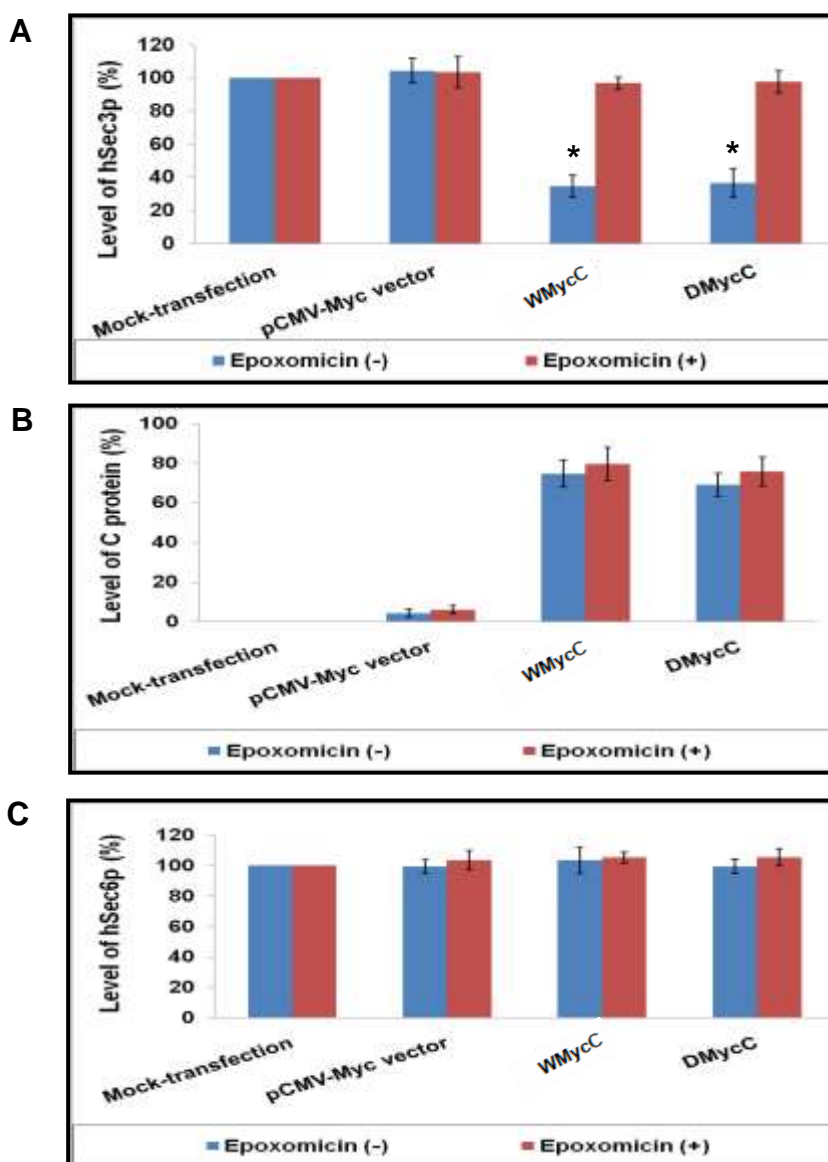 A
Level of hSec3p (%)
120
100
80
60
40
20
0
*
*
Mock-transfection
pCMV-Myc vector
WMycC
DMycC
Epoxomicin (-)
Epoxomicin (+)
B
Level of C protein (%)
100
80
60
40
20
0
Mock-transfection
pCMV-Myc vector
WMycC
DMycC
Epoxomicin (-)
Epoxomicin (+)
C
Level of hSec6p (%)
120
100
80
60
40
20
0
Mock-transfection
pCMV-Myc vector
WMycC
DMycC
Epoxomicin (-)
Epoxomicin (+)